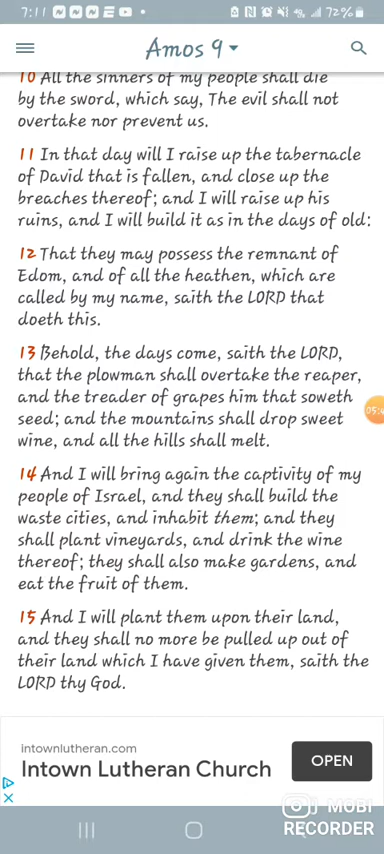 7:11 72%
Amos 9
10 All the sinners of my people shall die
by the sword, which say, The evil shall not
overtake nor prevent us.
11 In that day will I raise up the tabernacle
of David that is fallen, and close up the
breaches thereof; and I will raise up his
ruins, and I will build it as in the days of old:
12 That they may possess the remnant of
Edom, and of all the heathen, which are
called by my name, saith the LORD that
doeth this.
13 Behold, the days come, saith the LORD,
that the plowman shall overtake the reaper,
and the treader of grapes him that soweth
seed; and the mountains shall drop sweet
wine, and all the hills shall melt.
14 And I will bring again the captivity of my
people of Israel, and they shall build the
waste cities, and inhabit them; and they
shall plant vineyards, and drink the wine
thereof; they shall also make gardens, and
eat the fruit of them.
15 And I will plant them upon their land,
and they shall no more be pulled up out of
their land which I have given them, saith the
LORD thy God.
intownlutheran.com
Intown Lutheran Church
OPEN
MOBI
RECORDER